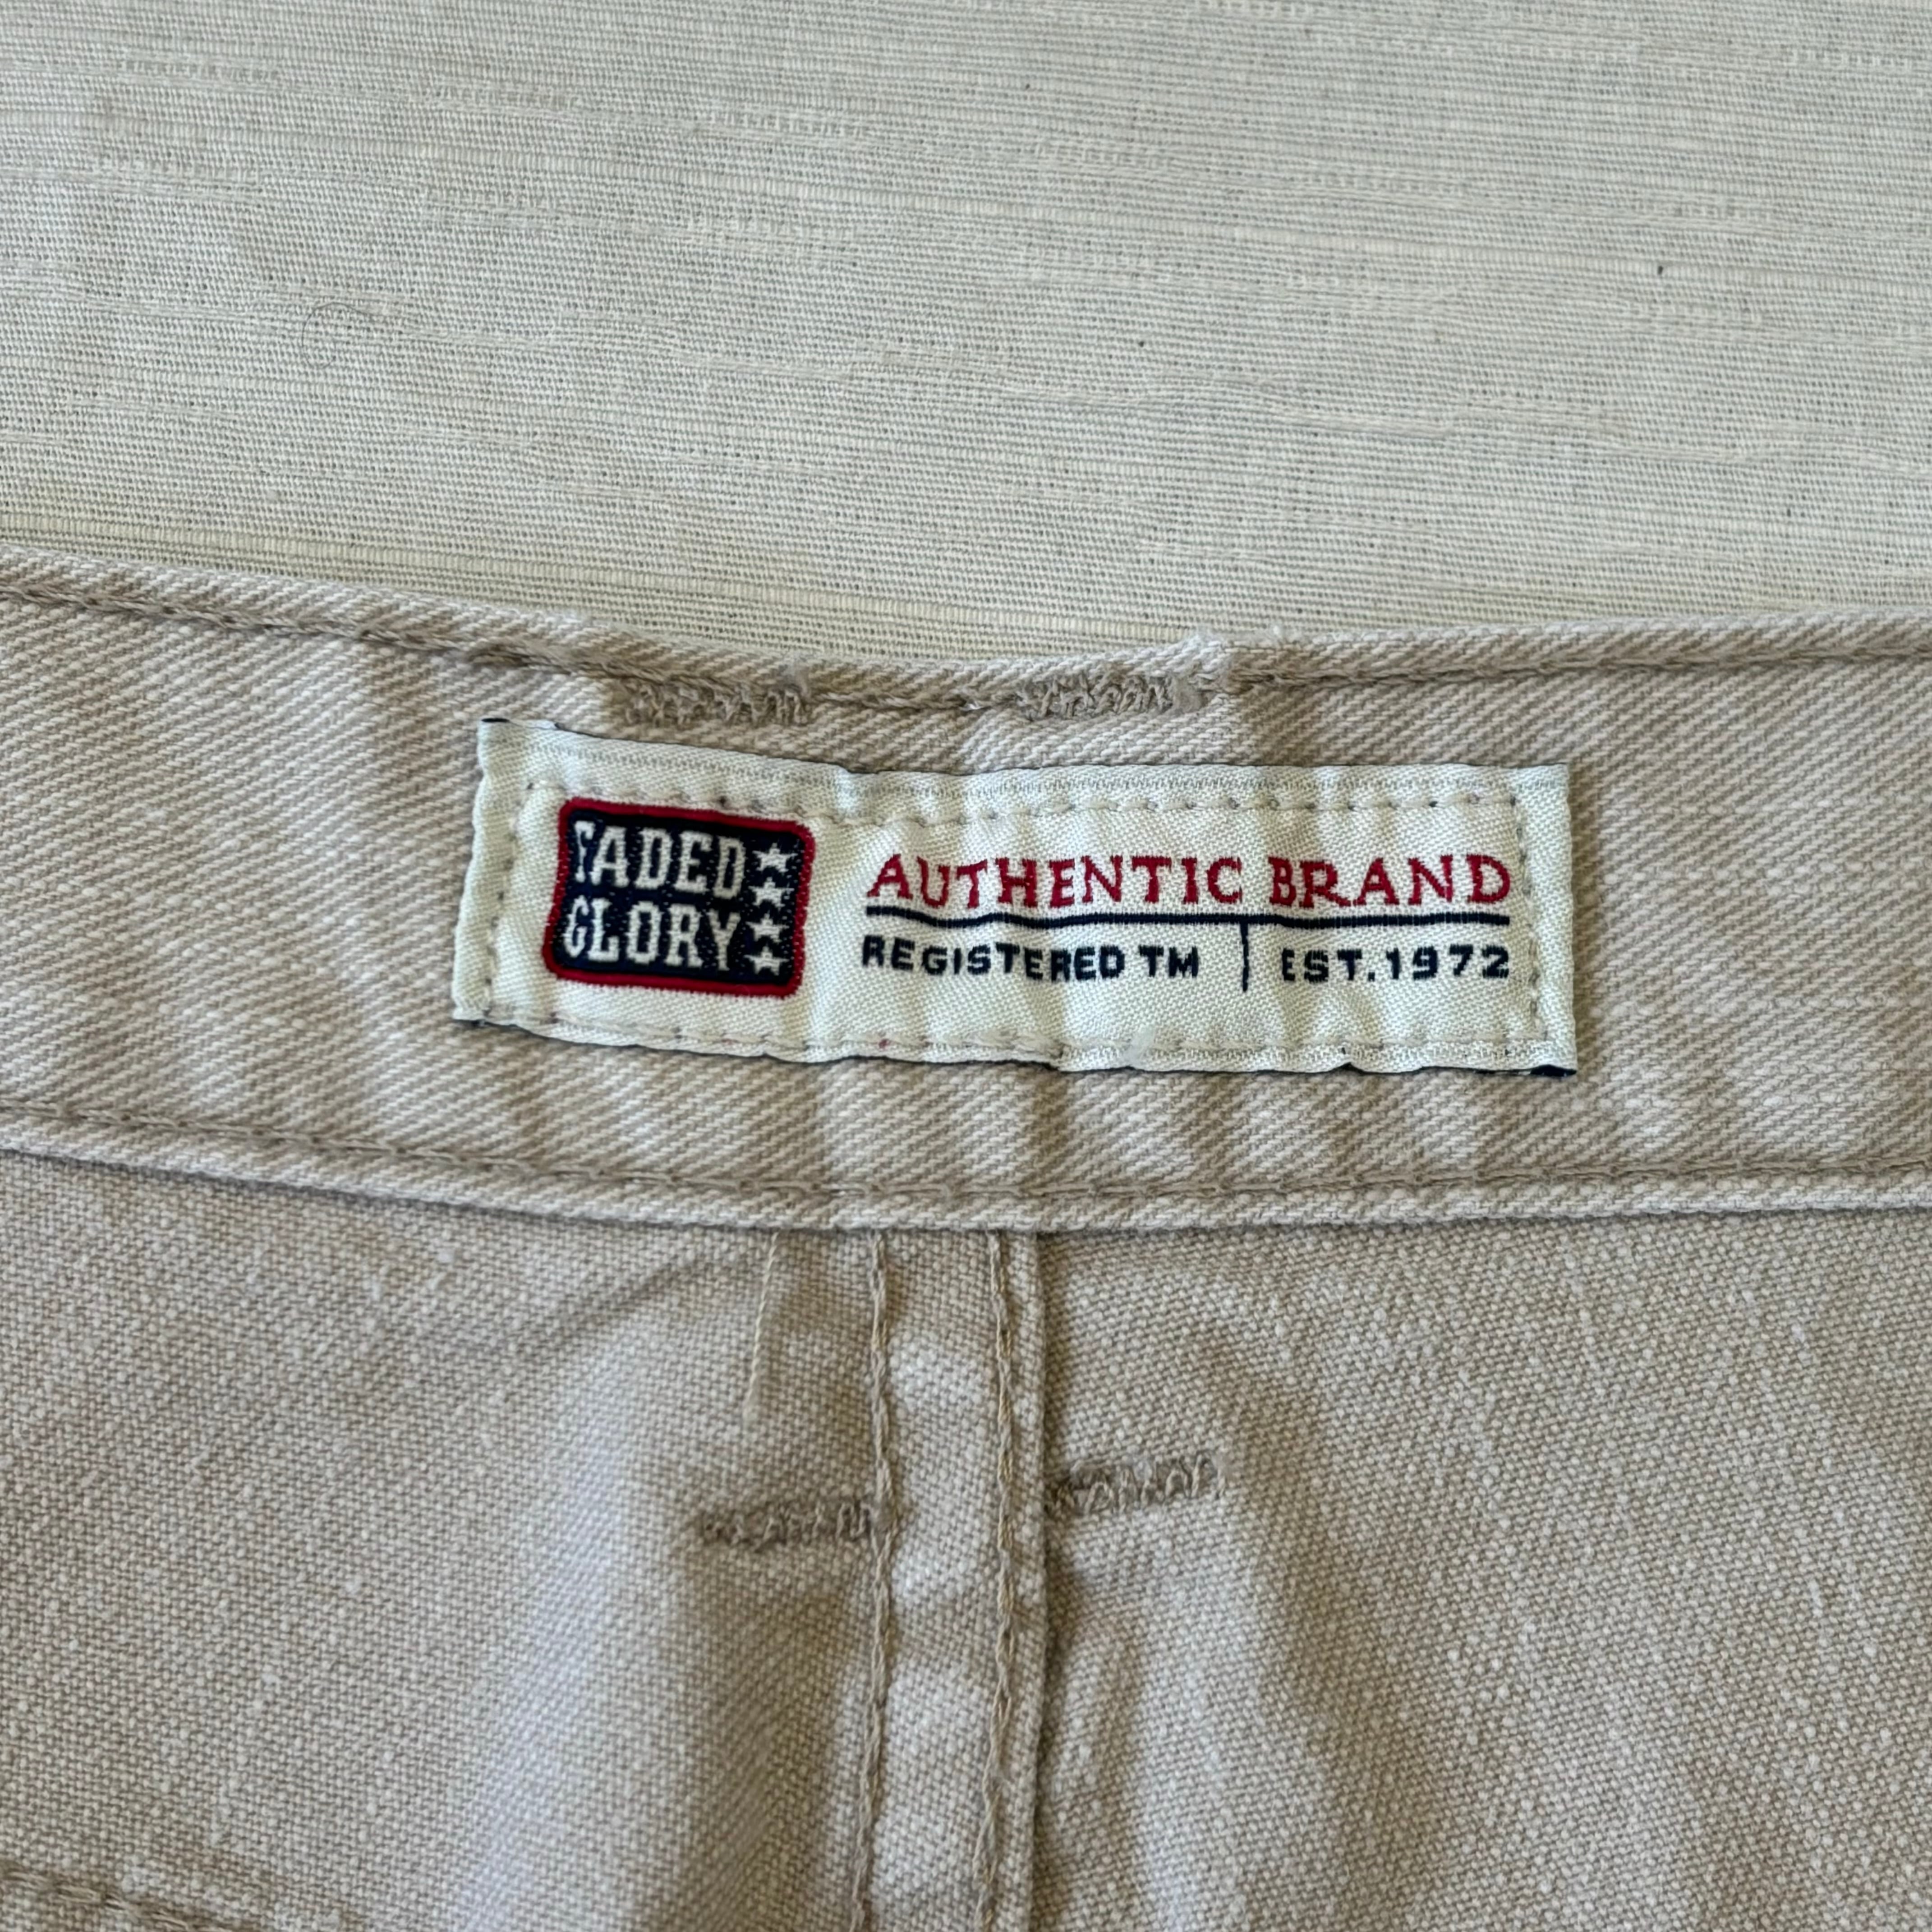 FADED
GLORY
AUTHENTIC BRAND
REGISTERED TM | EST.1972